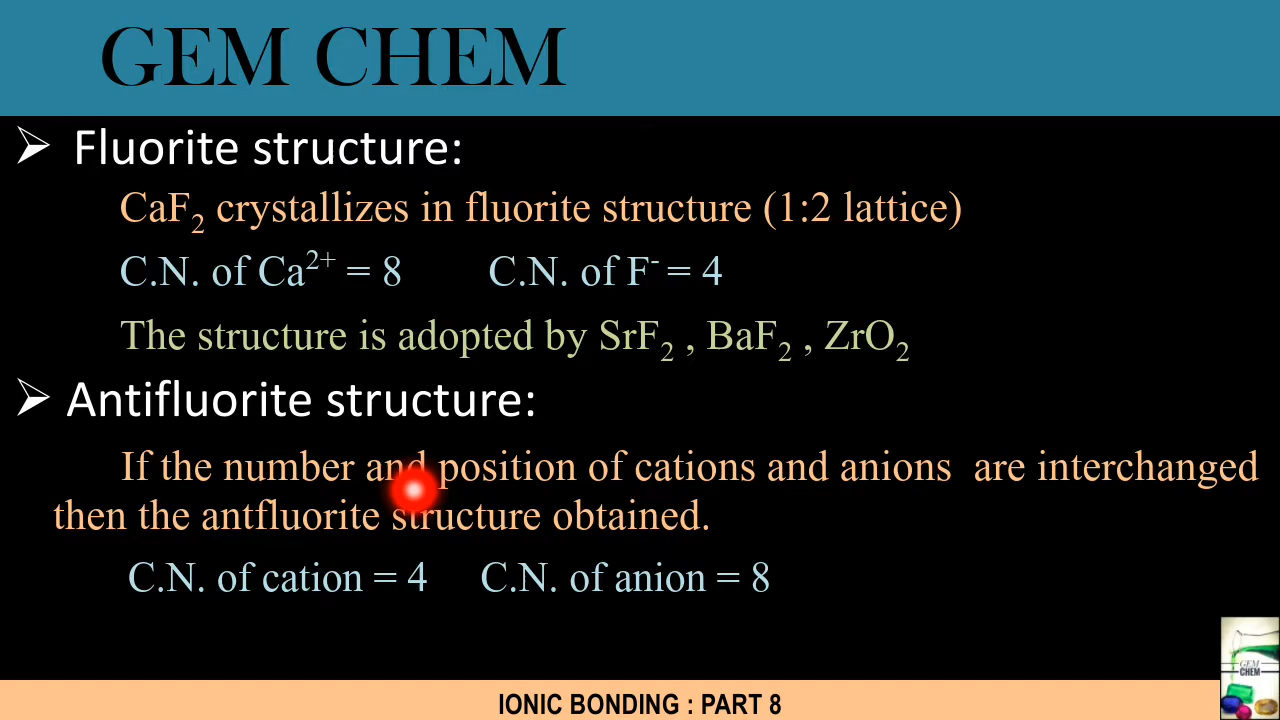 GEM CHEM
➢ Fluorite structure:
CaF₂ crystallizes in fluorite structure (1:2 lattice)
C.N. of Ca²⁺ = 8 C.N. of F⁻ = 4
The structure is adopted by SrF₂ , BaF₂ , ZrO₂
➢ Antifluorite structure:
If the number and position of cations and anions are interchanged
then the antfluorite structure obtained.
C.N. of cation = 4 C.N. of anion = 8
GEM
CHEM
IONIC BONDING : PART 8